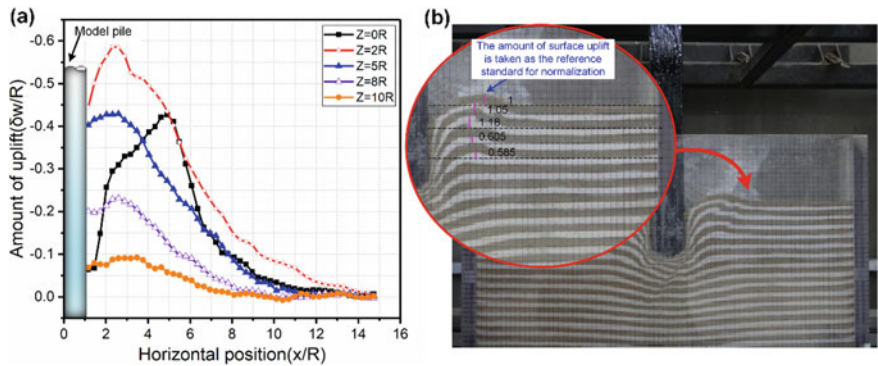 (a)
Model pile
Z=0R
Z=2R
Z=5R
Z=8R
Z=10R
-0.6
-0.5
-0.4
-0.3
-0.2
-0.1
0.0
Amount of uplift(δw/R)
0 2 4 6 8 10 12 14 16
Horizontal position(x/R)
(b)
The amount of surface uplift
is taken as the reference
standard for normalization
1
1.05
1.18
0.605
0.585